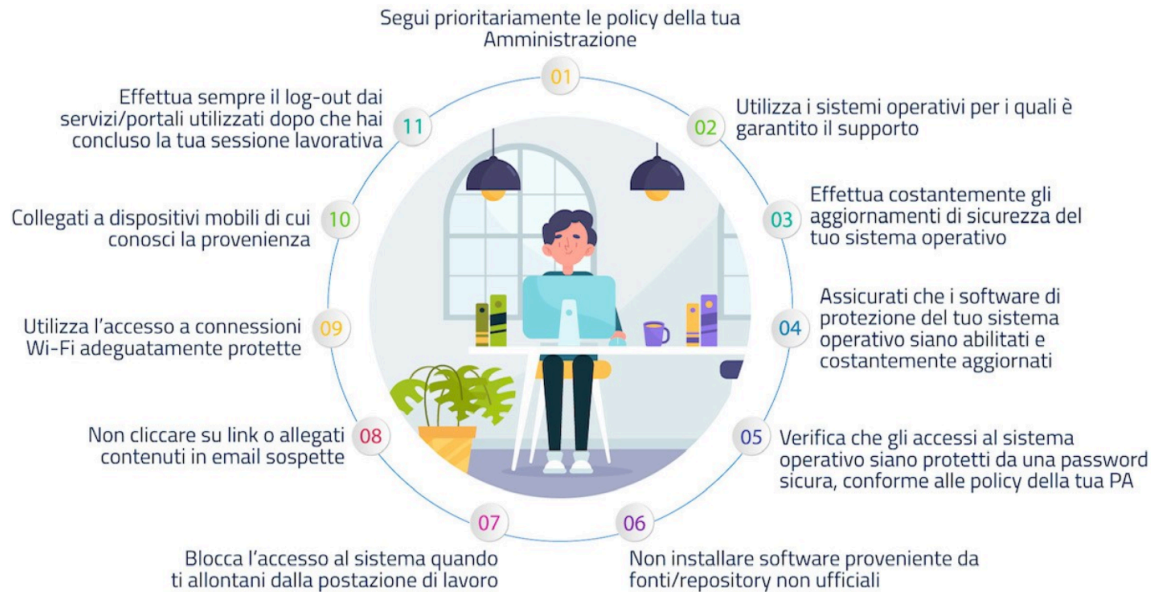 Segui prioritariamente le policy della tua
Amministrazione
01
Utilizza i sistemi operativi per i quali è
garantito il supporto
02
Effettua costantemente gli
aggiornamenti di sicurezza del
tuo sistema operativo
03
Assicurati che i software di
protezione del tuo sistema
operativo siano abilitati e
costantemente aggiornati
04
Verifica che gli accessi al sistema
operativo siano protetti da una password
sicura, conforme alle policy della tua PA
05
Non installare software proveniente da
fonti/repository non ufficiali
06
Blocca l’accesso al sistema quando
ti allontani dalla postazione di lavoro
07
Non cliccare su link o allegati
contenuti in email sospette
08
Utilizza l’accesso a connessioni
Wi-Fi adeguatamente protette
09
Collegati a dispositivi mobili di cui
conosci la provenienza
10
Effettua sempre il log-out dai
servizi/portali utilizzati dopo che hai
concluso la tua sessione lavorativa
11